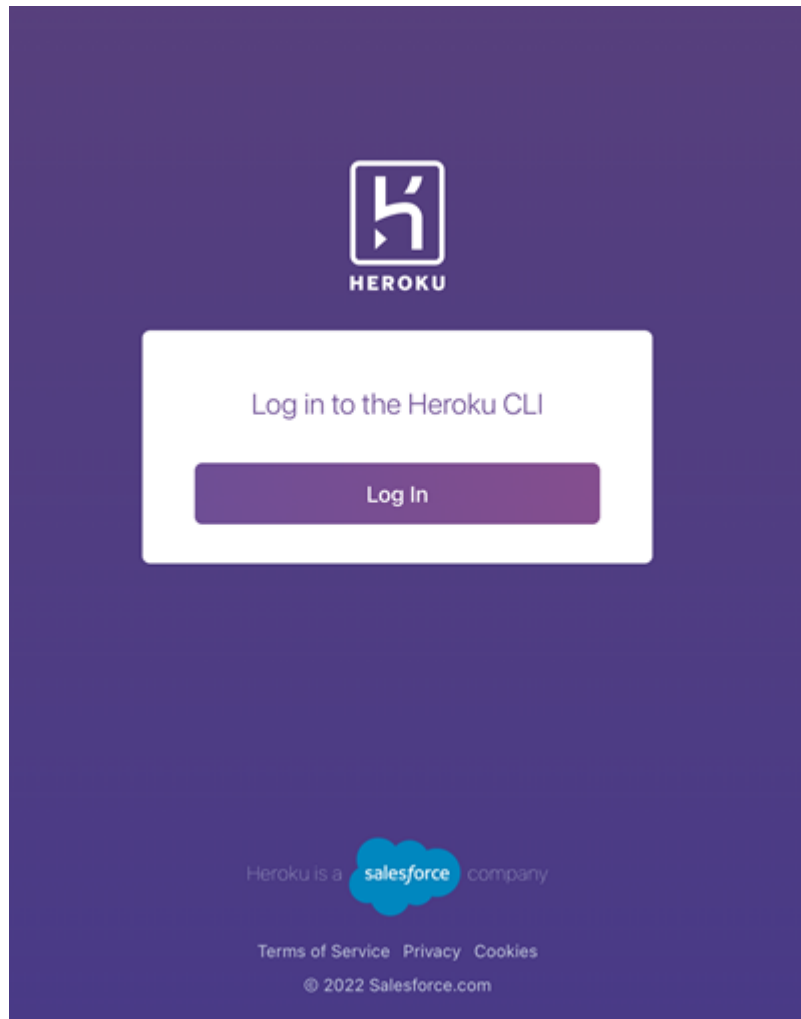 HEROKU
Log in to the Heroku CLI
Log In
Heroku is a salesforce company
Terms of Service Privacy Cookies
© 2022 Salesforce.com